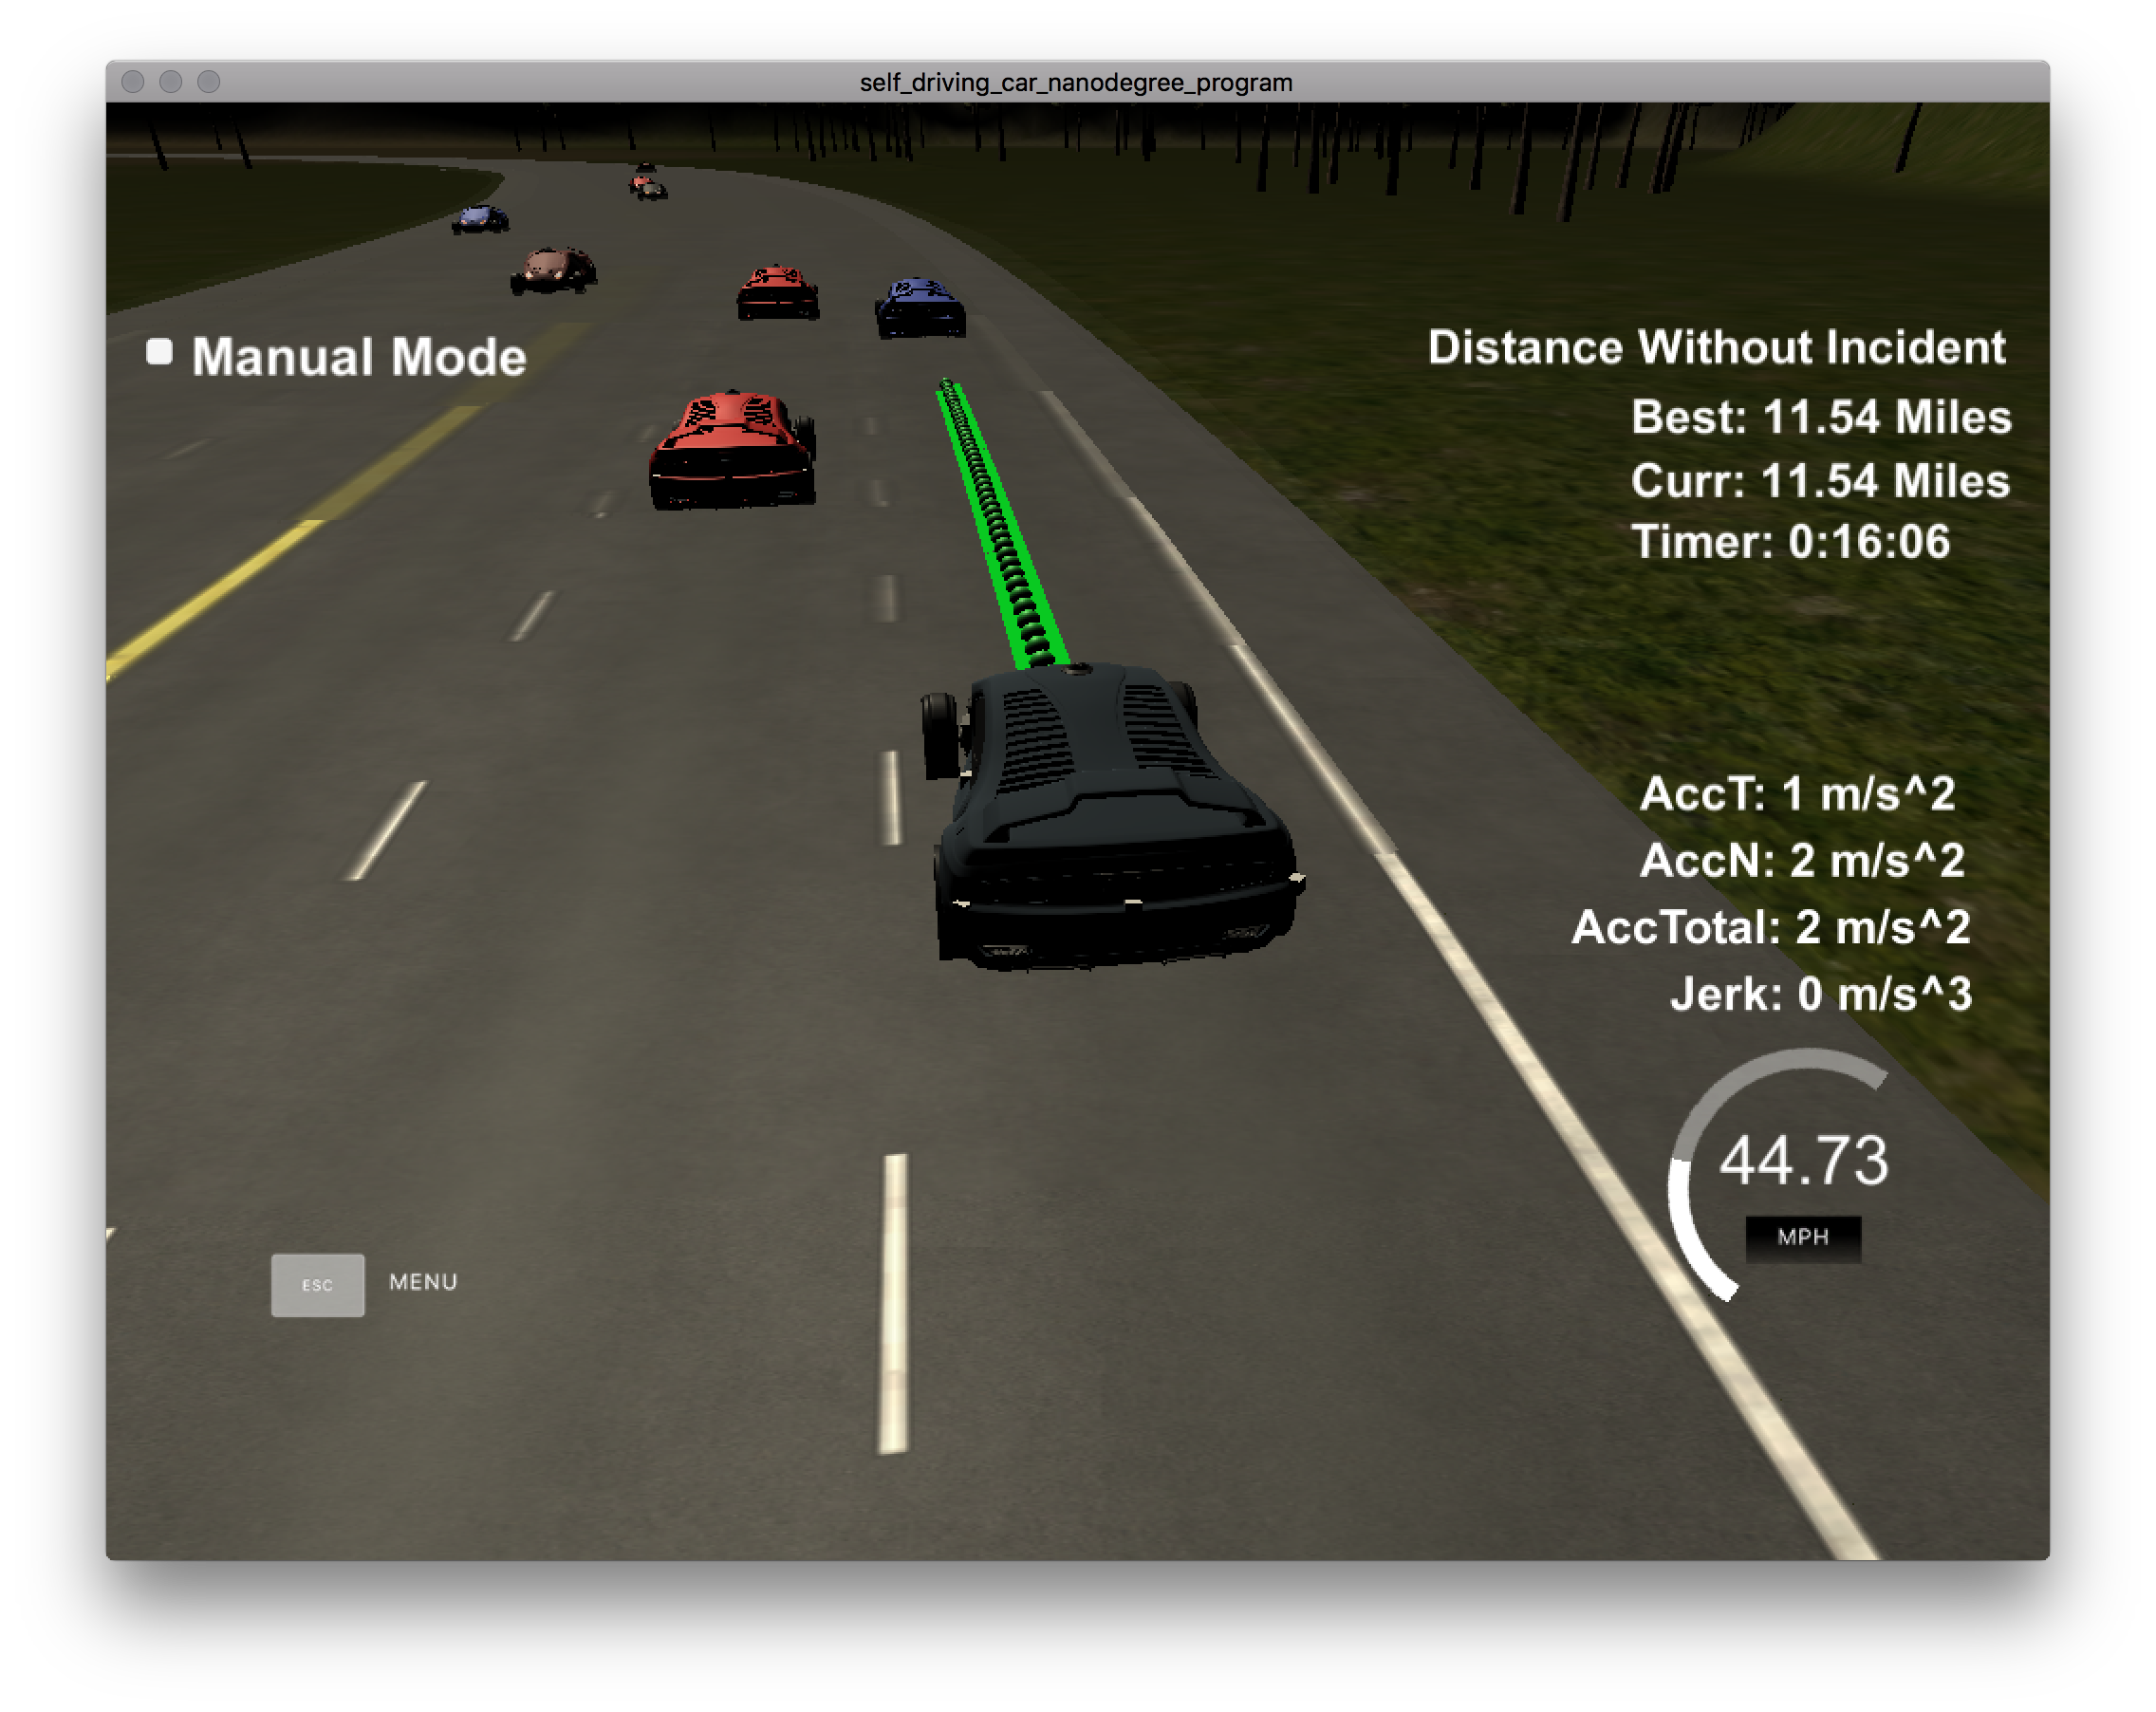 self_driving_car_nanodegree_program
Manual Mode
Distance Without Incident
Best: 11.54 Miles
Curr: 11.54 Miles
Timer: 0:16:06
AccT: 1 m/s^2
AccN: 2 m/s^2
AccTotal: 2 m/s^2
Jerk: 0 m/s^3
44.73
MPH
ESC MENU